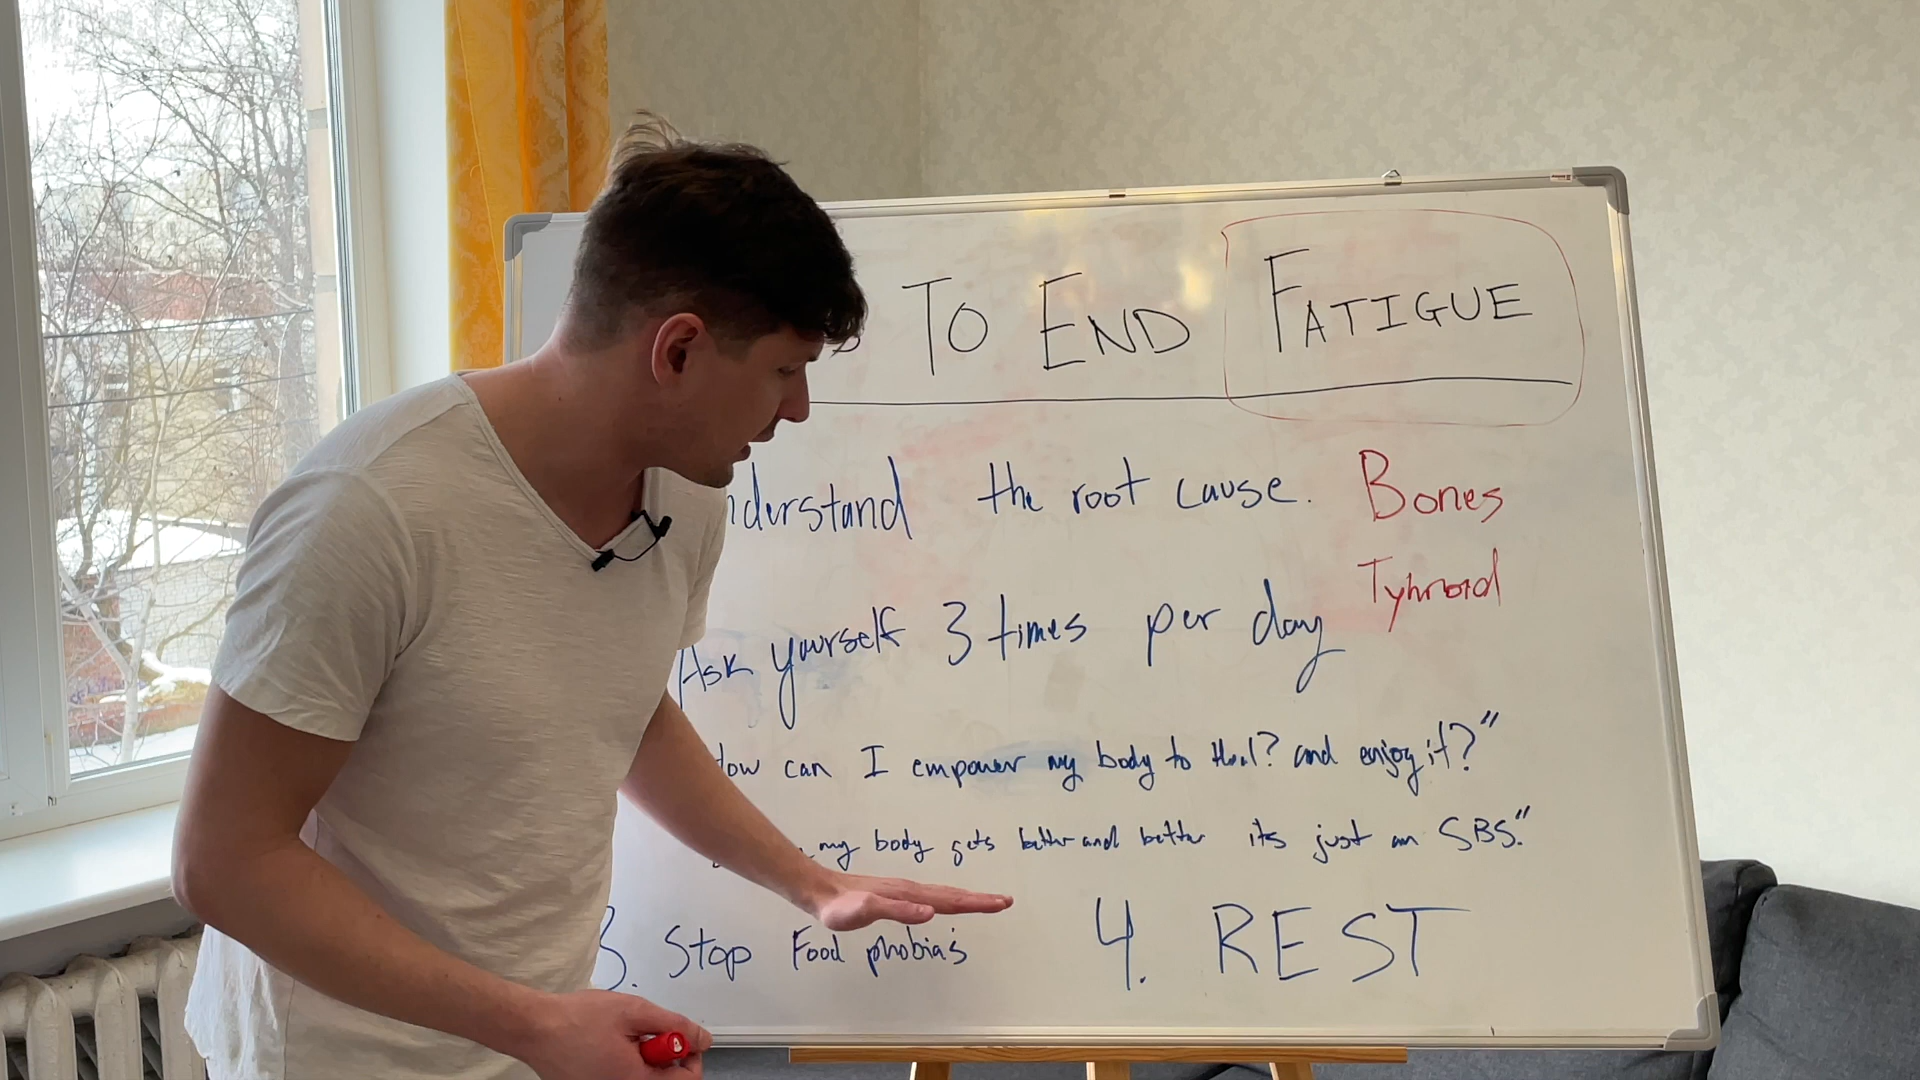 To END FATIGUE
nderstand the root cause. Bones
Tyhroid
Ask yourself 3 times per day
How can I empower my body to heal? and enjoy it?"
my body gets better and better its just an SBS."
3. Stop Food phobia's 4. REST